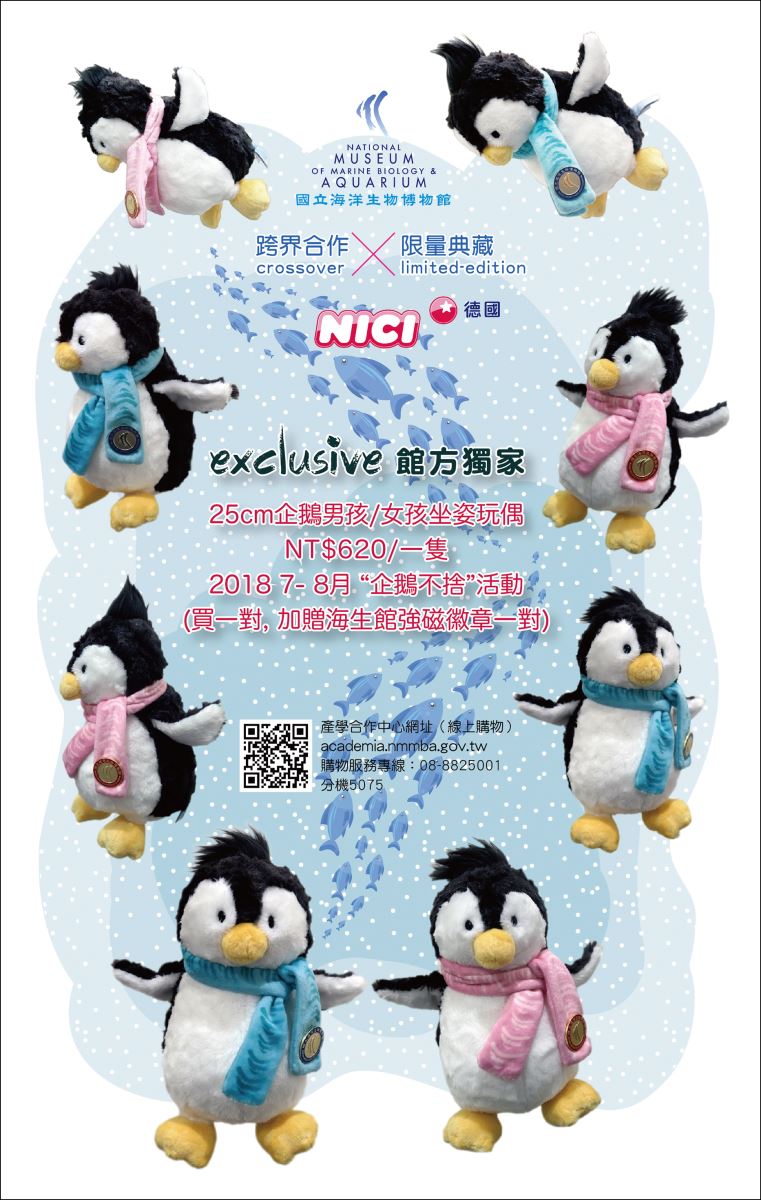 NATIONAL
MUSEUM
OF MARINE BIOLOGY &
AQUARIUM
國立海洋生物博物館
跨界合作 限量典藏
crossover limited-edition
NICI 德國
exclusive 館方獨家
25cm企鵝男孩/女孩坐姿玩偶
NT$620/一隻
2018 7- 8月 “企鵝不捨”活動
(買一對, 加贈海生館強磁徽章一對)
產學合作中心網址（線上購物）
academia.nmmba.gov.tw
購物服務專線：08-8825001
分機5075